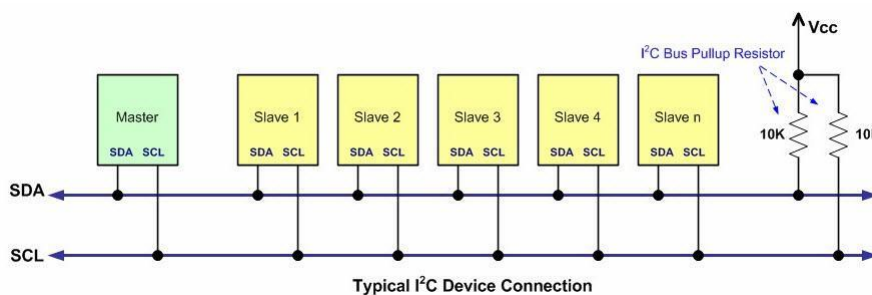 Vcc
I²C Bus Pullup Resistor
Master
Slave 1
Slave 2
Slave 3
Slave 4
Slave n
10K
SDA SCL
SDA SCL
SDA SCL
SDA SCL
SDA SCL
SDA SCL
SDA
SCL
Typical I²C Device Connection